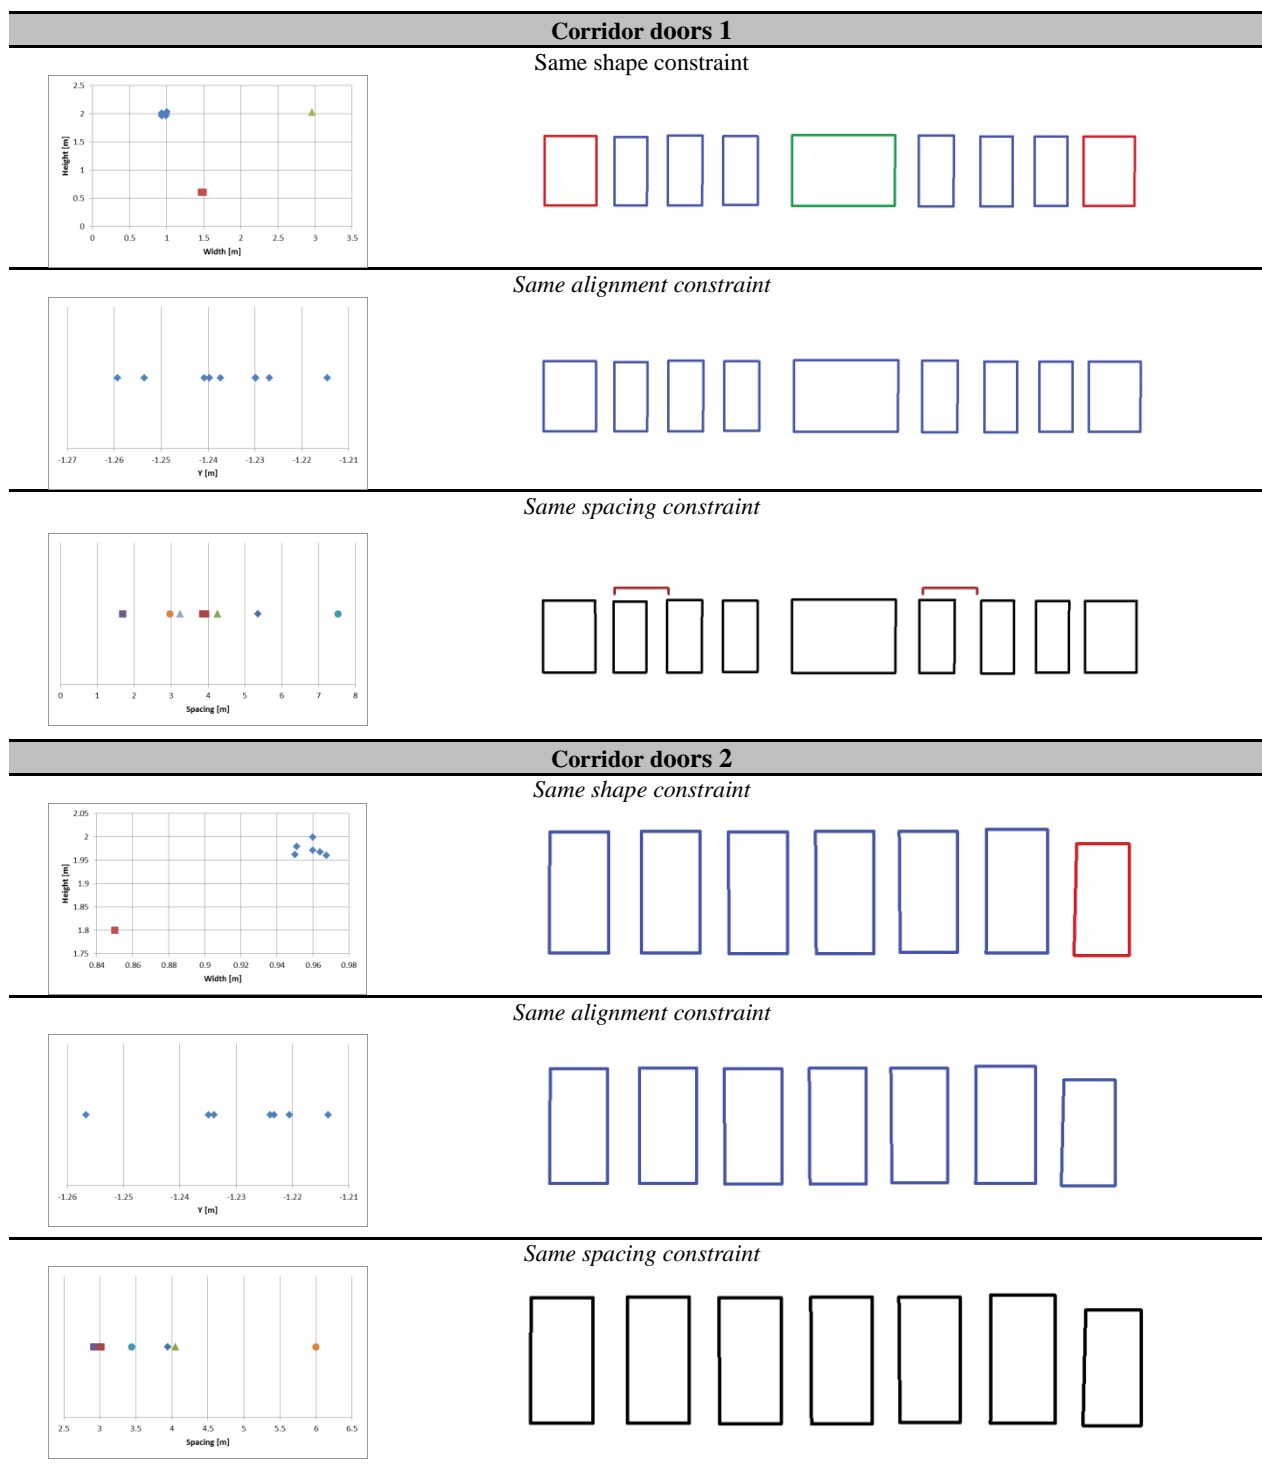 Corridor doors 1
Same shape constraint
2.5
2
1.5
1
0.5
0
Height [m]
0 0.5 1 1.5 2 2.5 3 3.5
Width [m]
Same alignment constraint
-1.27 -1.26 -1.25 -1.24 -1.23 -1.22 -1.21
Y [m]
Same spacing constraint
0 1 2 3 4 5 6 7 8
Spacing [m]
Corridor doors 2
Same shape constraint
2.05
2
1.95
1.9
1.85
1.8
1.75
Height [m]
0.84 0.86 0.88 0.9 0.92 0.94 0.96 0.98
Width [m]
Same alignment constraint
-1.26 -1.25 -1.24 -1.23 -1.22 -1.21
Y [m]
Same spacing constraint
2.5 3 3.5 4 4.5 5 5.5 6 6.5
Spacing [m]